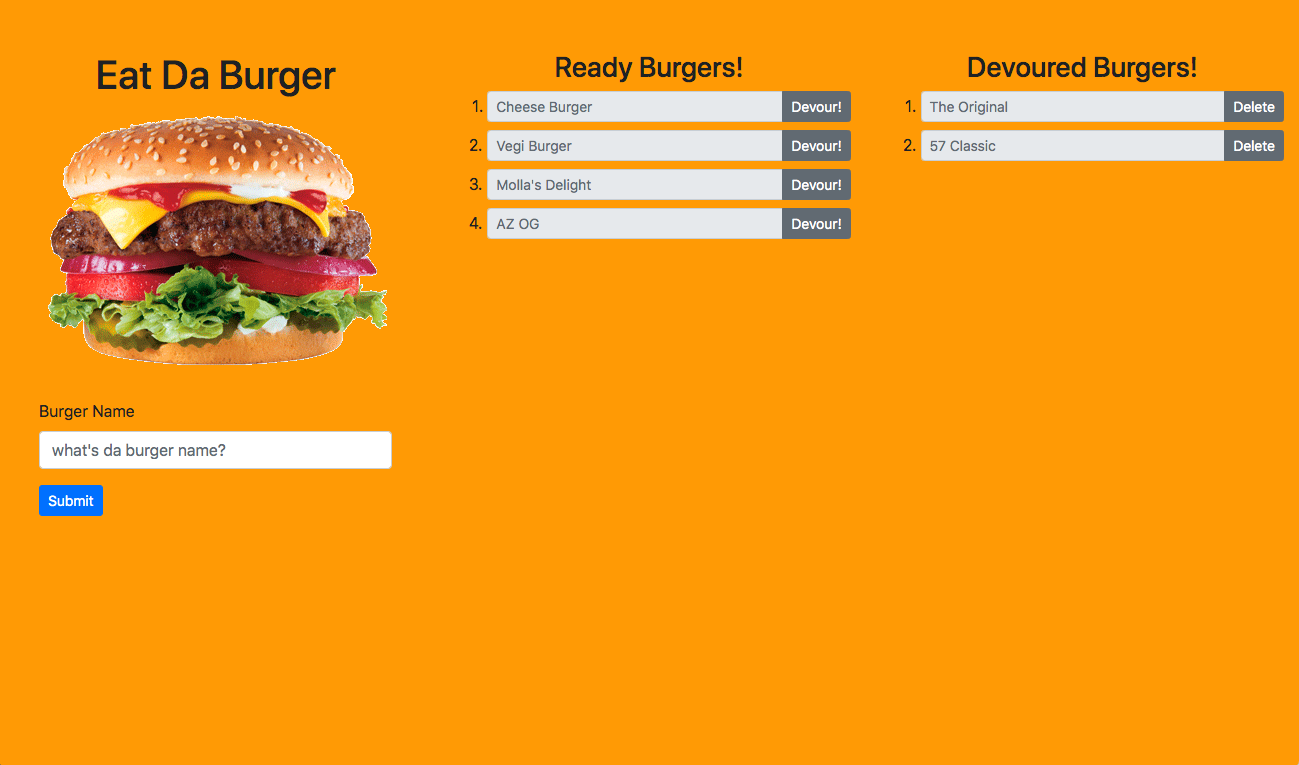 Eat Da Burger
Burger Name
what's da burger name?
Submit
Ready Burgers!
1. Cheese Burger Devour!
2. Vegi Burger Devour!
3. Molla's Delight Devour!
4. AZ OG Devour!
Devoured Burgers!
1. The Original Delete
2. 57 Classic Delete